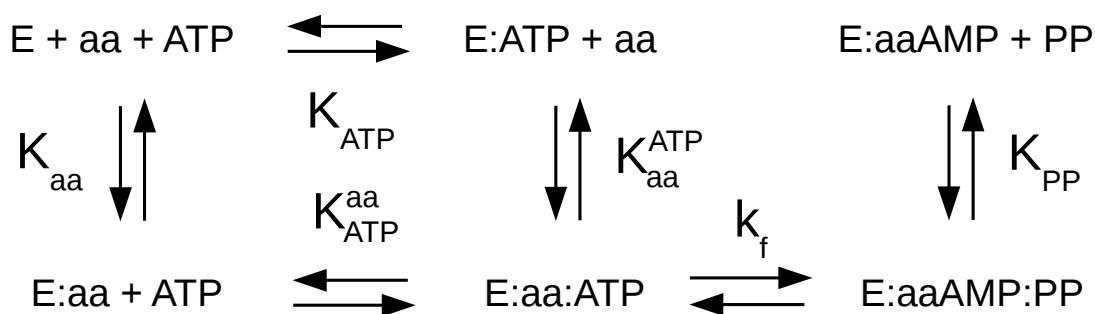 E + aa + ATP E:ATP + aa E:aaAMP + PP
K_aa K_ATP K_aa^ATP K_PP
K_ATP^aa k_f
E:aa + ATP E:aa:ATP E:aaAMP:PP